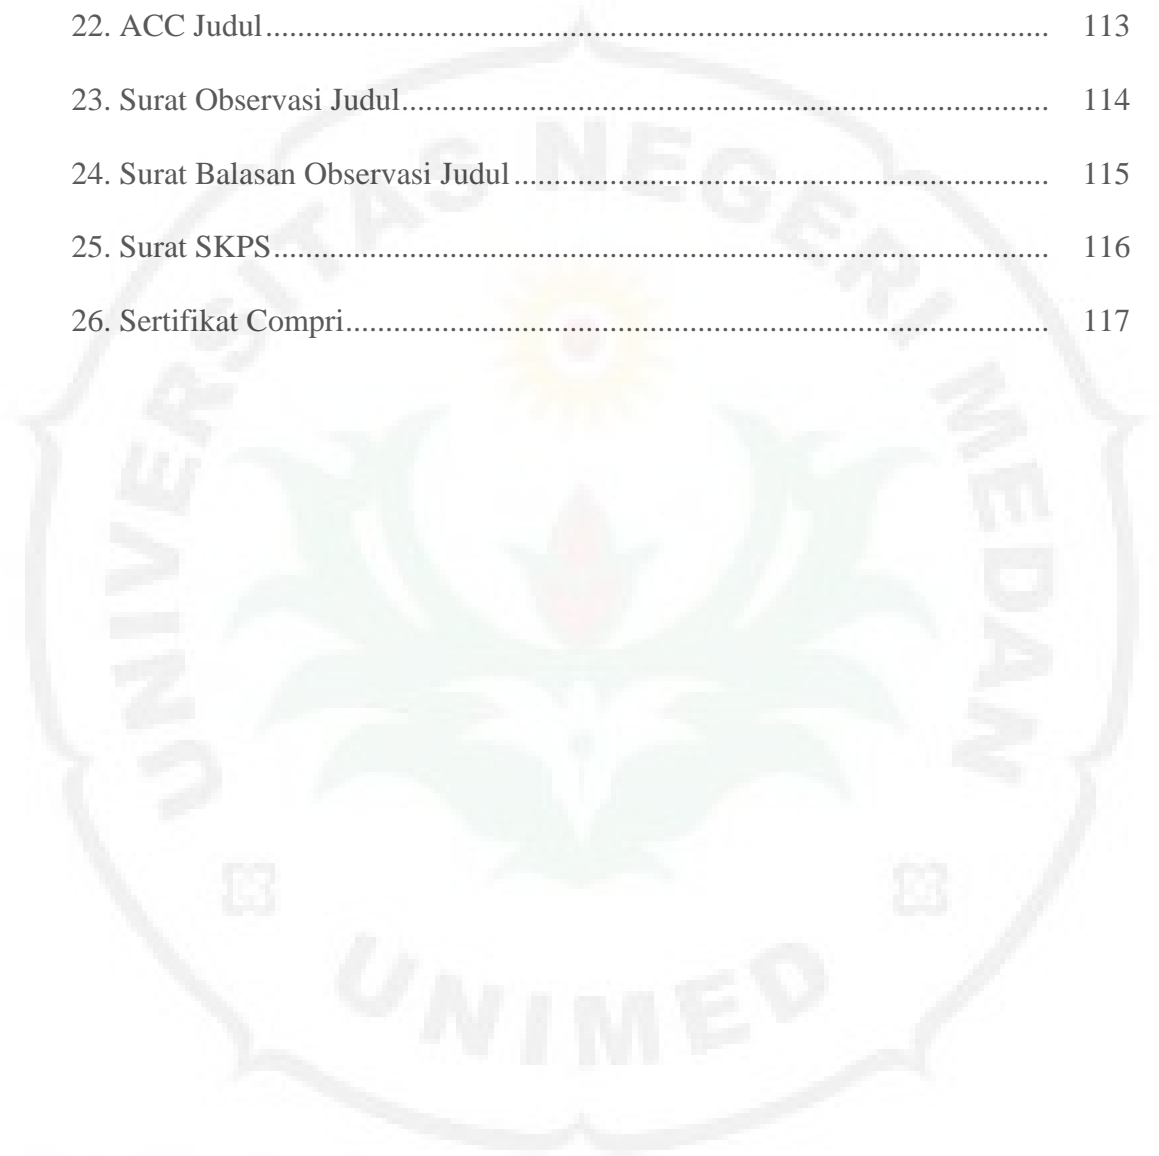 22. ACC Judul.................................................................................................. 113
23. Surat Observasi Judul................................................................................. 114
24. Surat Balasan Observasi Judul................................................................... 115
25. Surat SKPS................................................................................................. 116
26. Sertifikat Compri........................................................................................ 117
UNIVERSITAS NEGERI MEDAN
UNIMED